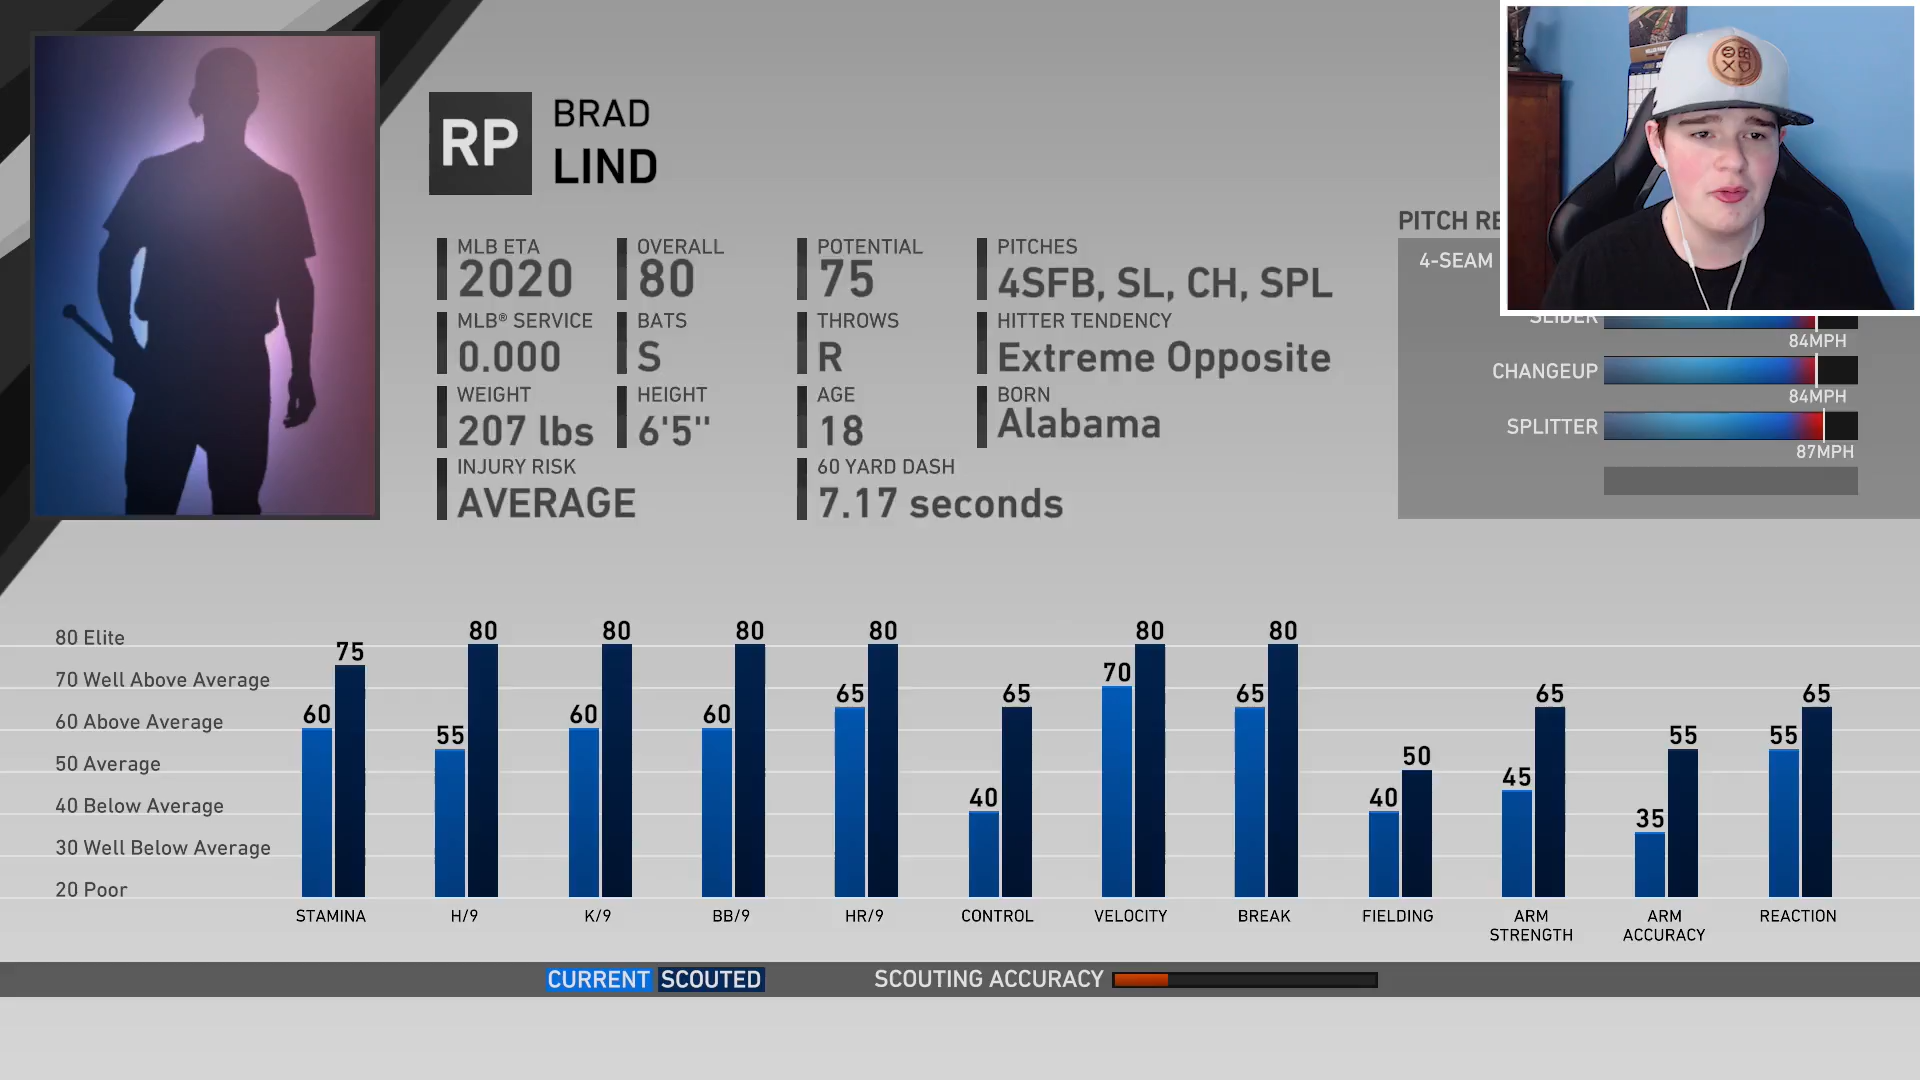 RP
BRAD
LIND
MLB ETA
2020
OVERALL
80
POTENTIAL
75
PITCHES
4SFB, SL, CH, SPL
MLB® SERVICE
0.000
BATS
S
THROWS
R
HITTER TENDENCY
Extreme Opposite
WEIGHT
207 lbs
HEIGHT
6'5"
AGE
18
BORN
Alabama
INJURY RISK
AVERAGE
60 YARD DASH
7.17 seconds
PITCH RE
4-SEAM
SLIDER
84MPH
CHANGEUP
84MPH
SPLITTER
87MPH
80 Elite
70 Well Above Average
60 Above Average
50 Average
40 Below Average
30 Well Below Average
20 Poor
60 75
55 80
60 80
60 80
65 80
40 65
70 80
65 80
40 50
45 65
35 55
55 65
STAMINA
H/9
K/9
BB/9
HR/9
CONTROL
VELOCITY
BREAK
FIELDING
ARM
STRENGTH
ARM
ACCURACY
REACTION
CURRENT SCOUTED
SCOUTING ACCURACY